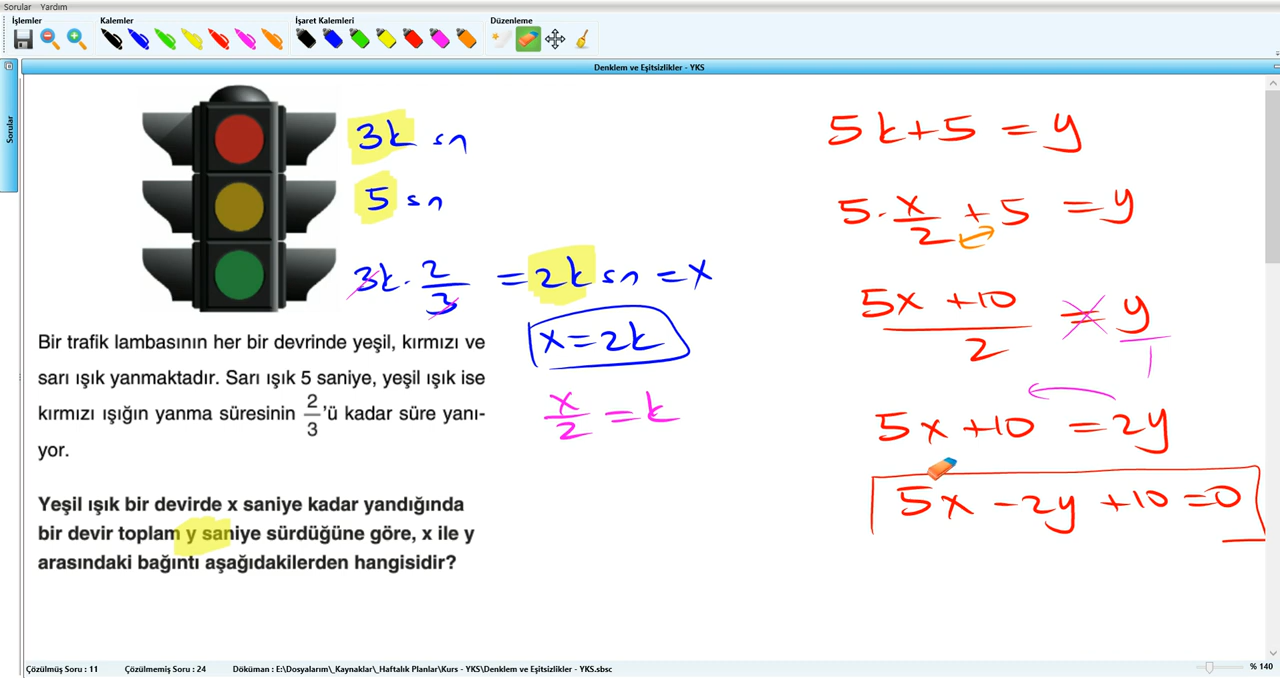 Sorular Yardım
İşlemler Kalemler İşaret Kalemleri Düzenleme
Denklem ve Eşitsizlikler - YKS
Sorular
3k sn
5 sn
3k · 2/3 = 2k sn = x
x = 2k
x/2 = k
Bir trafik lambasının her bir devrinde yeşil, kırmızı ve
sarı ışık yanmaktadır. Sarı ışık 5 saniye, yeşil ışık ise
kırmızı ışığın yanma süresinin 2/3 'ü kadar süre yanı-
yor.
Yeşil ışık bir devirde x saniye kadar yandığında
bir devir toplam y saniye sürdüğüne göre, x ile y
arasındaki bağıntı aşağıdakilerden hangisidir?
5k + 5 = y
5 · x/2 + 5 = y
5x + 10 / 2 = y / 1
5x + 10 = 2y
5x - 2y + 10 = 0
Çözülmüş Soru : 11 Çözülmemiş Soru : 24 Döküman : E:\Dosyalarım\_Kaynaklar\_Haftalık Planlar\Kurs - YKS\Denklem ve Eşitsizlikler - YKS.sbsc % 140